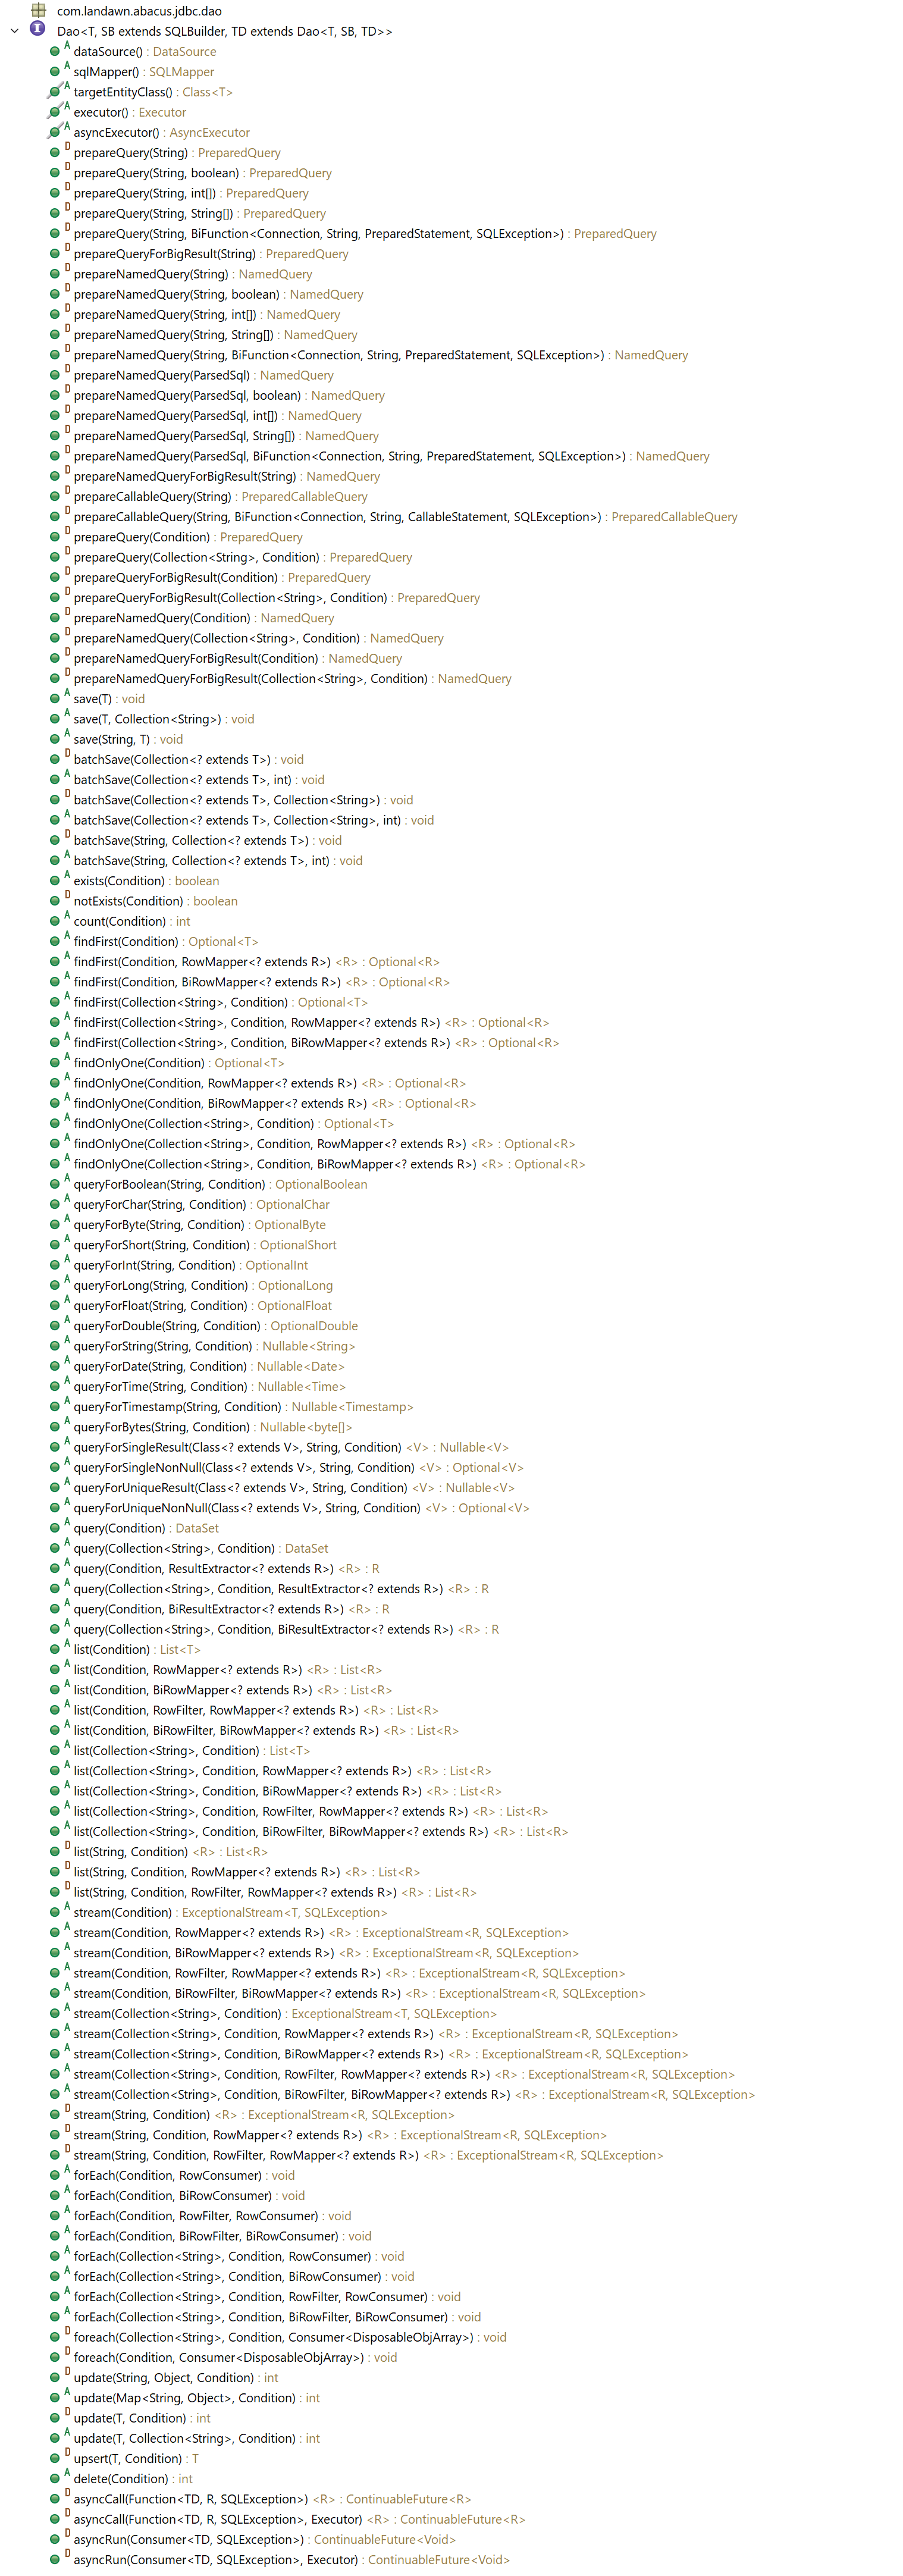 com.landawn.abacus.jdbc.dao
Dao<T, SB extends SQLBuilder, TD extends Dao<T, SB, TD>>
A dataSource() : DataSource
A sqlMapper() : SQLMapper
A targetEntityClass() : Class<T>
A executor() : Executor
A asyncExecutor() : AsyncExecutor
D prepareQuery(String) : PreparedQuery
D prepareQuery(String, boolean) : PreparedQuery
D prepareQuery(String, int[]) : PreparedQuery
D prepareQuery(String, String[]) : PreparedQuery
D prepareQuery(String, BiFunction<Connection, String, PreparedStatement, SQLException>) : PreparedQuery
D prepareQueryForBigResult(String) : PreparedQuery
D prepareNamedQuery(String) : NamedQuery
D prepareNamedQuery(String, boolean) : NamedQuery
D prepareNamedQuery(String, int[]) : NamedQuery
D prepareNamedQuery(String, String[]) : NamedQuery
D prepareNamedQuery(String, BiFunction<Connection, String, PreparedStatement, SQLException>) : NamedQuery
D prepareNamedQuery(ParsedSql) : NamedQuery
D prepareNamedQuery(ParsedSql, boolean) : NamedQuery
D prepareNamedQuery(ParsedSql, int[]) : NamedQuery
D prepareNamedQuery(ParsedSql, String[]) : NamedQuery
D prepareNamedQuery(ParsedSql, BiFunction<Connection, String, PreparedStatement, SQLException>) : NamedQuery
D prepareNamedQueryForBigResult(String) : NamedQuery
D prepareCallableQuery(String) : PreparedCallableQuery
D prepareCallableQuery(String, BiFunction<Connection, String, CallableStatement, SQLException>) : PreparedCallableQuery
D prepareQuery(Condition) : PreparedQuery
D prepareQuery(Collection<String>, Condition) : PreparedQuery
D prepareQueryForBigResult(Condition) : PreparedQuery
D prepareQueryForBigResult(Collection<String>, Condition) : PreparedQuery
D prepareNamedQuery(Condition) : NamedQuery
D prepareNamedQuery(Collection<String>, Condition) : NamedQuery
D prepareNamedQueryForBigResult(Condition) : NamedQuery
D prepareNamedQueryForBigResult(Collection<String>, Condition) : NamedQuery
A save(T) : void
A save(T, Collection<String>) : void
A save(String, T) : void
D batchSave(Collection<? extends T>) : void
A batchSave(Collection<? extends T>, int) : void
D batchSave(Collection<? extends T>, Collection<String>) : void
A batchSave(Collection<? extends T>, Collection<String>, int) : void
D batchSave(String, Collection<? extends T>) : void
A batchSave(String, Collection<? extends T>, int) : void
A exists(Condition) : boolean
D notExists(Condition) : boolean
A count(Condition) : int
A findFirst(Condition) : Optional<T>
A findFirst(Condition, RowMapper<? extends R>) <R> : Optional<R>
A findFirst(Condition, BiRowMapper<? extends R>) <R> : Optional<R>
A findFirst(Collection<String>, Condition) : Optional<T>
A findFirst(Collection<String>, Condition, RowMapper<? extends R>) <R> : Optional<R>
A findFirst(Collection<String>, Condition, BiRowMapper<? extends R>) <R> : Optional<R>
A findOnlyOne(Condition) : Optional<T>
A findOnlyOne(Condition, RowMapper<? extends R>) <R> : Optional<R>
A findOnlyOne(Condition, BiRowMapper<? extends R>) <R> : Optional<R>
A findOnlyOne(Collection<String>, Condition) : Optional<T>
A findOnlyOne(Collection<String>, Condition, RowMapper<? extends R>) <R> : Optional<R>
A findOnlyOne(Collection<String>, Condition, BiRowMapper<? extends R>) <R> : Optional<R>
A queryForBoolean(String, Condition) : OptionalBoolean
A queryForChar(String, Condition) : OptionalChar
A queryForByte(String, Condition) : OptionalByte
A queryForShort(String, Condition) : OptionalShort
A queryForInt(String, Condition) : OptionalInt
A queryForLong(String, Condition) : OptionalLong
A queryForFloat(String, Condition) : OptionalFloat
A queryForDouble(String, Condition) : OptionalDouble
A queryForString(String, Condition) : Nullable<String>
A queryForDate(String, Condition) : Nullable<Date>
A queryForTime(String, Condition) : Nullable<Time>
A queryForTimestamp(String, Condition) : Nullable<Timestamp>
A queryForBytes(String, Condition) : Nullable<byte[]>
A queryForSingleResult(Class<? extends V>, String, Condition) <V> : Nullable<V>
A queryForSingleNonNull(Class<? extends V>, String, Condition) <V> : Optional<V>
A queryForUniqueResult(Class<? extends V>, String, Condition) <V> : Nullable<V>
A queryForUniqueNonNull(Class<? extends V>, String, Condition) <V> : Optional<V>
A query(Condition) : DataSet
A query(Collection<String>, Condition) : DataSet
A query(Condition, ResultExtractor<? extends R>) <R> : R
A query(Collection<String>, Condition, ResultExtractor<? extends R>) <R> : R
A query(Condition, BiResultExtractor<? extends R>) <R> : R
A query(Collection<String>, Condition, BiResultExtractor<? extends R>) <R> : R
A list(Condition) : List<T>
A list(Condition, RowMapper<? extends R>) <R> : List<R>
A list(Condition, BiRowMapper<? extends R>) <R> : List<R>
A list(Condition, RowFilter, RowMapper<? extends R>) <R> : List<R>
A list(Condition, BiRowFilter, BiRowMapper<? extends R>) <R> : List<R>
A list(Collection<String>, Condition) : List<T>
A list(Collection<String>, Condition, RowMapper<? extends R>) <R> : List<R>
A list(Collection<String>, Condition, BiRowMapper<? extends R>) <R> : List<R>
A list(Collection<String>, Condition, RowFilter, RowMapper<? extends R>) <R> : List<R>
A list(Collection<String>, Condition, BiRowFilter, BiRowMapper<? extends R>) <R> : List<R>
D list(String, Condition) <R> : List<R>
D list(String, Condition, RowMapper<? extends R>) <R> : List<R>
D list(String, Condition, RowFilter, RowMapper<? extends R>) <R> : List<R>
A stream(Condition) : ExceptionalStream<T, SQLException>
A stream(Condition, RowMapper<? extends R>) <R> : ExceptionalStream<R, SQLException>
A stream(Condition, BiRowMapper<? extends R>) <R> : ExceptionalStream<R, SQLException>
A stream(Condition, RowFilter, RowMapper<? extends R>) <R> : ExceptionalStream<R, SQLException>
A stream(Condition, BiRowFilter, BiRowMapper<? extends R>) <R> : ExceptionalStream<R, SQLException>
A stream(Collection<String>, Condition) : ExceptionalStream<T, SQLException>
A stream(Collection<String>, Condition, RowMapper<? extends R>) <R> : ExceptionalStream<R, SQLException>
A stream(Collection<String>, Condition, BiRowMapper<? extends R>) <R> : ExceptionalStream<R, SQLException>
A stream(Collection<String>, Condition, RowFilter, RowMapper<? extends R>) <R> : ExceptionalStream<R, SQLException>
A stream(Collection<String>, Condition, BiRowFilter, BiRowMapper<? extends R>) <R> : ExceptionalStream<R, SQLException>
D stream(String, Condition) <R> : ExceptionalStream<R, SQLException>
D stream(String, Condition, RowMapper<? extends R>) <R> : ExceptionalStream<R, SQLException>
D stream(String, Condition, RowFilter, RowMapper<? extends R>) <R> : ExceptionalStream<R, SQLException>
A forEach(Condition, RowConsumer) : void
A forEach(Condition, BiRowConsumer) : void
A forEach(Condition, RowFilter, RowConsumer) : void
A forEach(Condition, BiRowFilter, BiRowConsumer) : void
A forEach(Collection<String>, Condition, RowConsumer) : void
A forEach(Collection<String>, Condition, BiRowConsumer) : void
A forEach(Collection<String>, Condition, RowFilter, RowConsumer) : void
A forEach(Collection<String>, Condition, BiRowFilter, BiRowConsumer) : void
D foreach(Collection<String>, Condition, Consumer<DisposableObjArray>) : void
D foreach(Condition, Consumer<DisposableObjArray>) : void
D update(String, Object, Condition) : int
A update(Map<String, Object>, Condition) : int
D update(T, Condition) : int
A update(T, Collection<String>, Condition) : int
D upsert(T, Condition) : T
A delete(Condition) : int
D asyncCall(Function<TD, R, SQLException>) <R> : ContinuableFuture<R>
D asyncCall(Function<TD, R, SQLException>, Executor) <R> : ContinuableFuture<R>
D asyncRun(Consumer<TD, SQLException>) : ContinuableFuture<Void>
D asyncRun(Consumer<TD, SQLException>, Executor) : ContinuableFuture<Void>